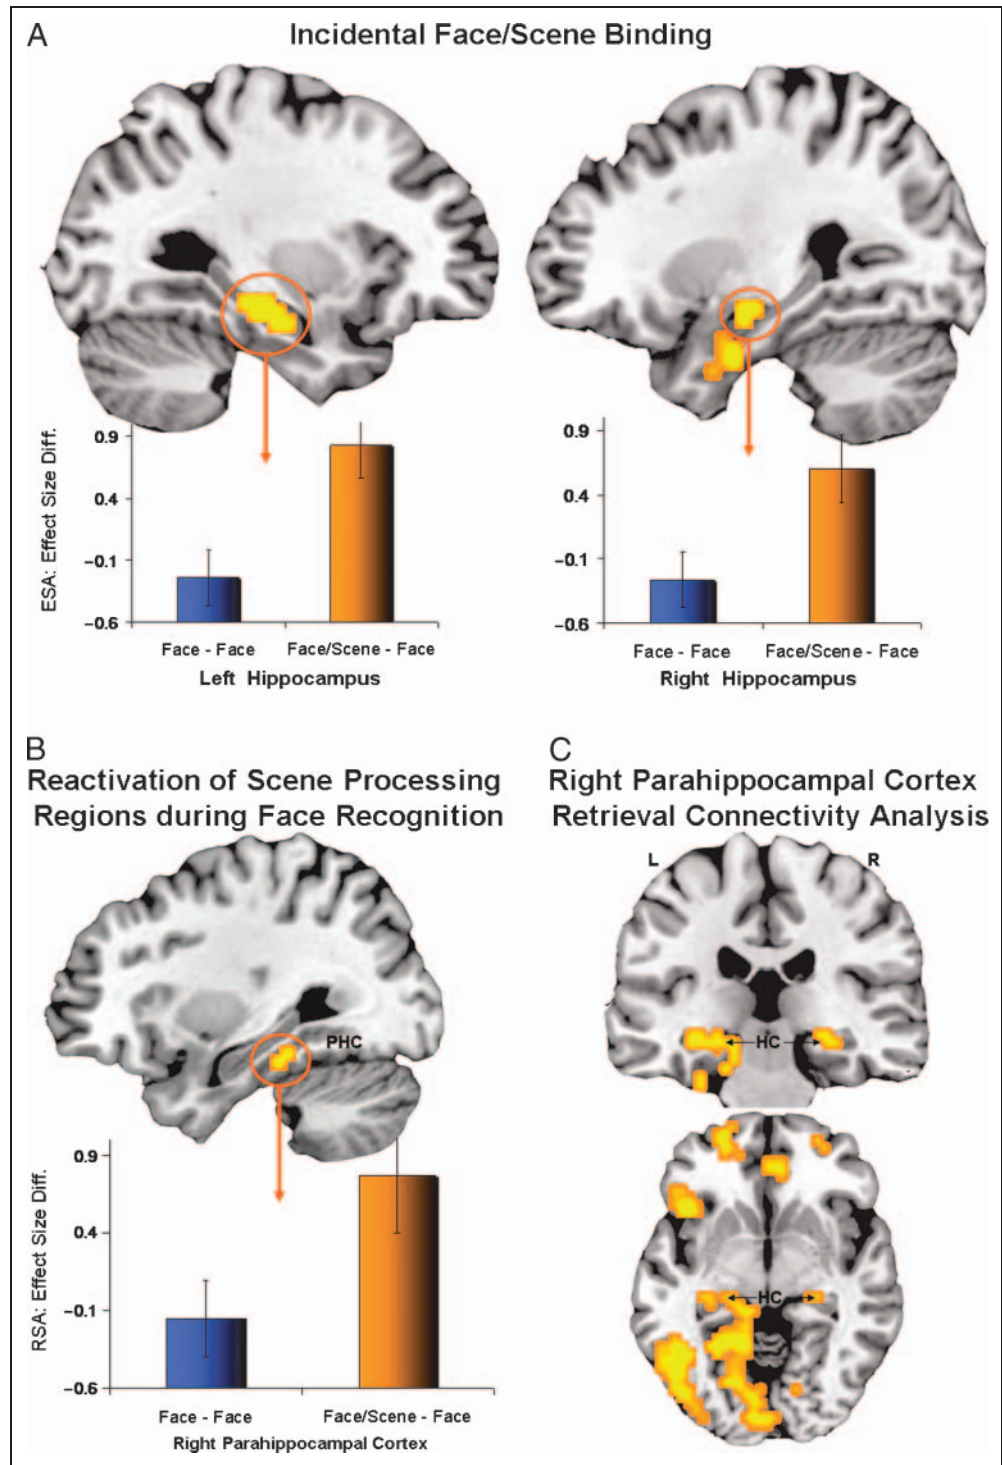 A
Incidental Face/Scene Binding
ESA: Effect Size Diff.
0.9
0.4
−0.1
−0.6
Face - Face
Face/Scene - Face
Left Hippocampus
0.9
0.4
−0.1
−0.6
Face - Face
Face/Scene - Face
Right Hippocampus
B
Reactivation of Scene Processing
Regions during Face Recognition
PHC
RSA: Effect Size Diff.
0.9
0.4
−0.1
−0.6
Face - Face
Face/Scene - Face
Right Parahippocampal Cortex
C
Right Parahippocampal Cortex
Retrieval Connectivity Analysis
L
R
HC
HC